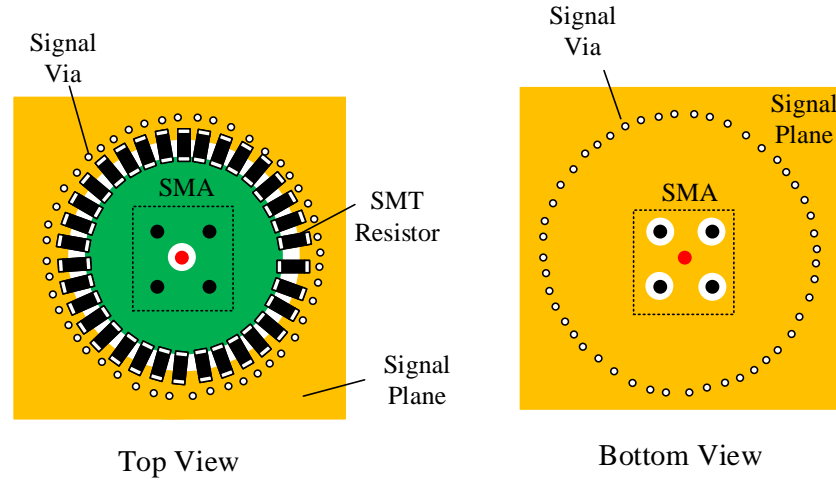 Signal
Via
SMA
SMT
Resistor
Signal
Plane
Top View
Signal
Via
Signal
Plane
SMA
Bottom View